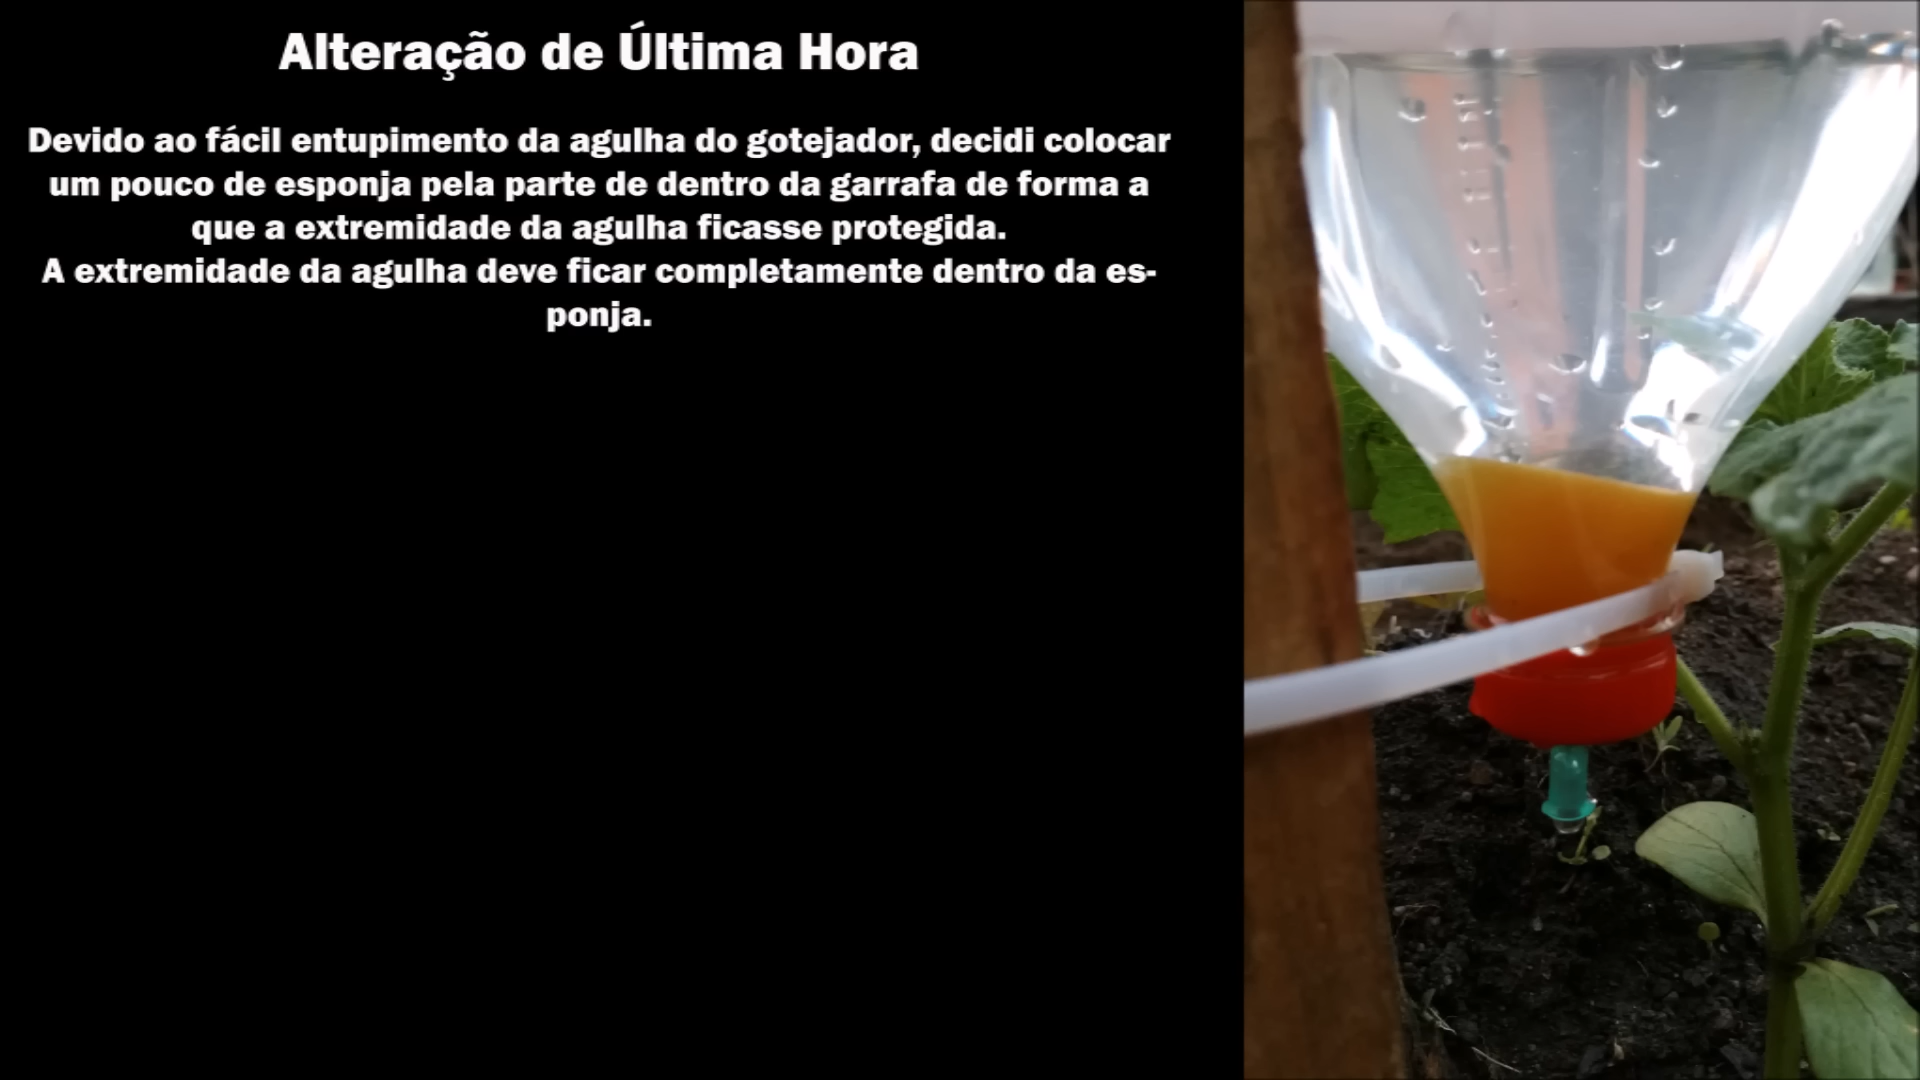 Alteração de Última Hora
Devido ao fácil entupimento da agulha do gotejador, decidi colocar
um pouco de esponja pela parte de dentro da garrafa de forma a
que a extremidade da agulha ficasse protegida.
A extremidade da agulha deve ficar completamente dentro da es-
ponja.